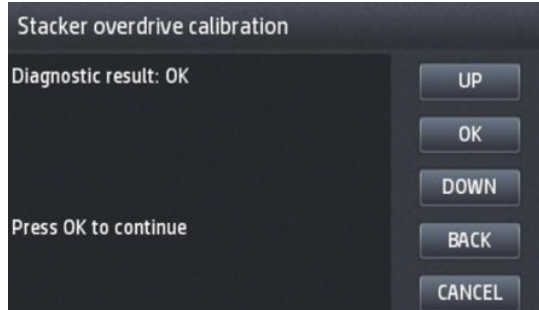 Stacker overdrive calibration
Diagnostic result: OK
UP
OK
DOWN
Press OK to continue
BACK
CANCEL